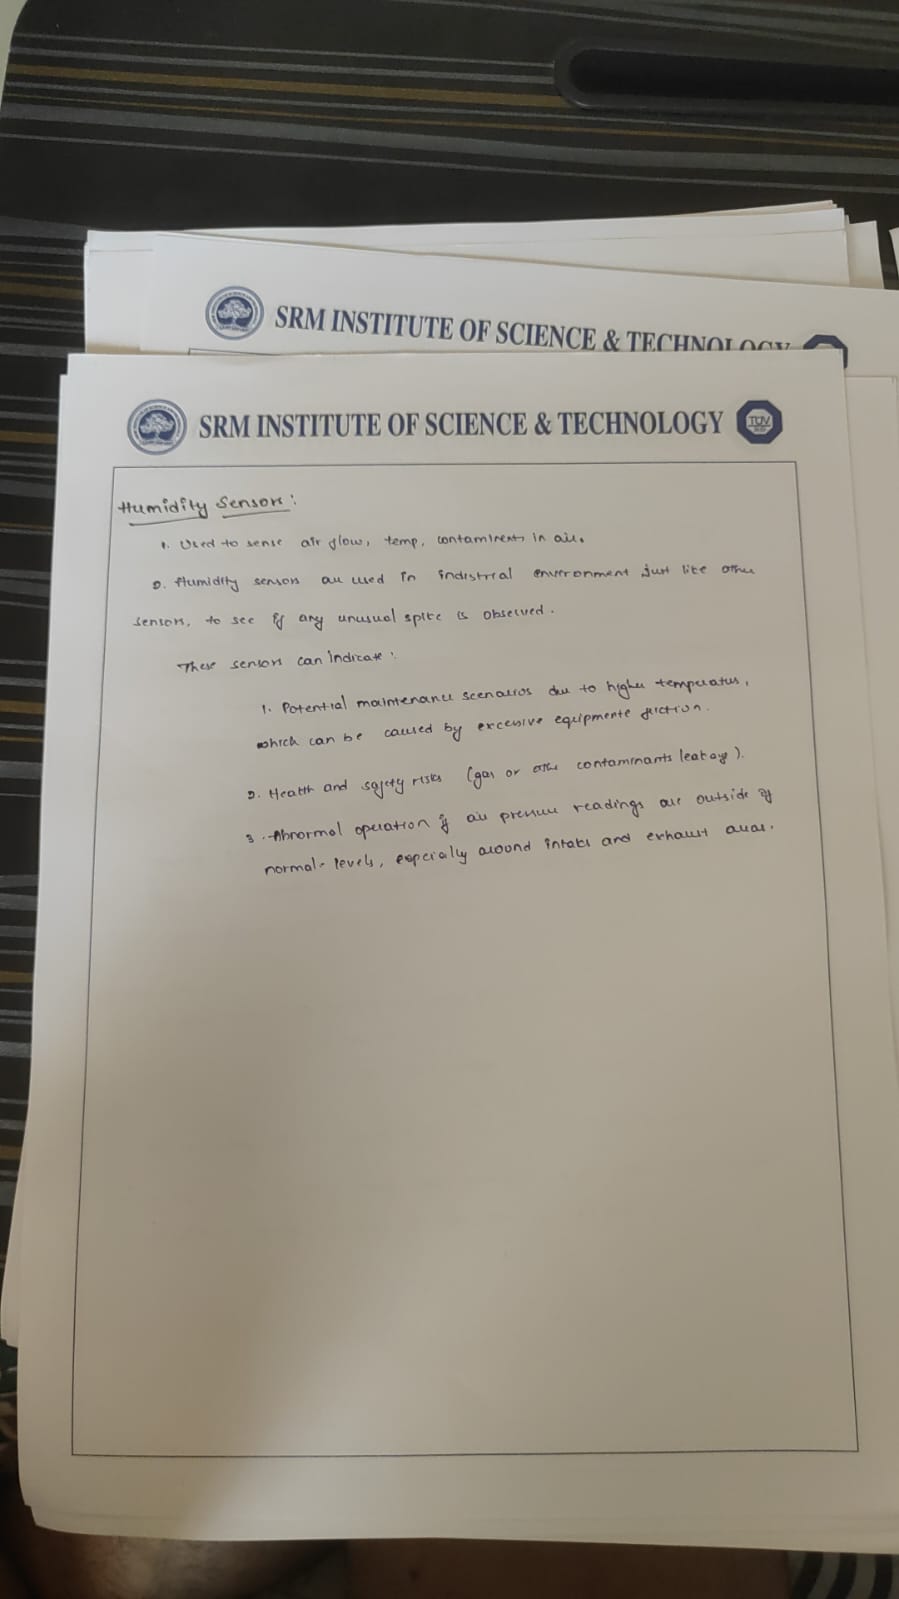 SRM INSTITUTE OF SCIENCE & TECHNOLOGY
SRM INSTITUTE OF SCIENCE & TECHNOLOGY
TUV
Humidity Sensors:
1. Used to sense air flow, temp, contaminents in air.
2. Humidity sensors are used in industrial environment just like other
sensors, to see if any unusual spike is observed.
These sensors can indicate:
1. Potential maintenance scenarios due to higher temperatus,
which can be caused by excessive equipmente friction.
2. Health and safety risks (gas or other contaminants leakage).
3. Abnormal operation if air pressure readings are outside of
normal levels, especially around intake and exhaust areas.